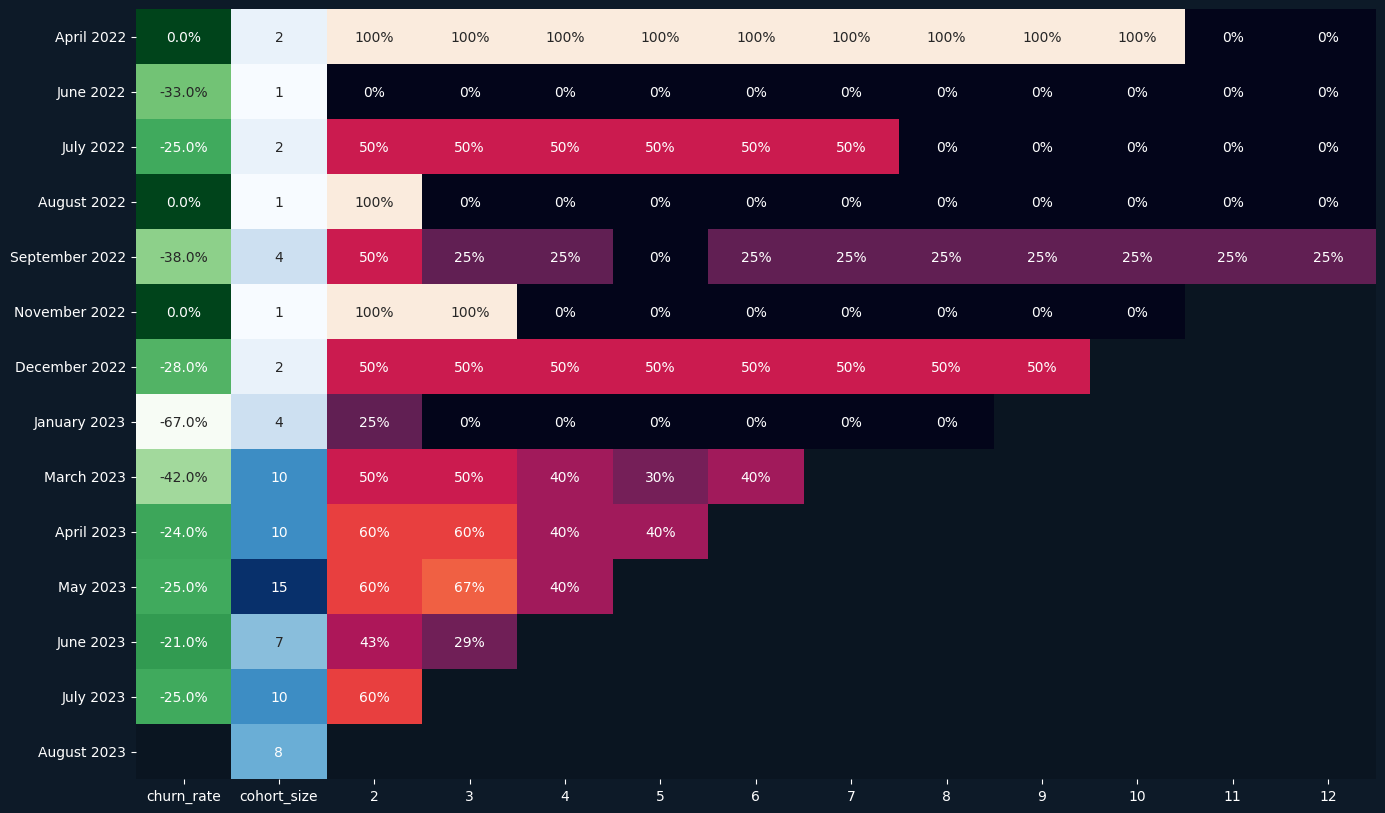 April 2022 0.0% 2 100% 100% 100% 100% 100% 100% 100% 100% 100% 0% 0%
June 2022 -33.0% 1 0% 0% 0% 0% 0% 0% 0% 0% 0% 0% 0%
July 2022 -25.0% 2 50% 50% 50% 50% 50% 50% 0% 0% 0% 0% 0%
August 2022 0.0% 1 100% 0% 0% 0% 0% 0% 0% 0% 0% 0% 0%
September 2022 -38.0% 4 50% 25% 25% 0% 25% 25% 25% 25% 25% 25% 25%
November 2022 0.0% 1 100% 100% 0% 0% 0% 0% 0% 0% 0%
December 2022 -28.0% 2 50% 50% 50% 50% 50% 50% 50% 50%
January 2023 -67.0% 4 25% 0% 0% 0% 0% 0% 0%
March 2023 -42.0% 10 50% 50% 40% 30% 40%
April 2023 -24.0% 10 60% 60% 40% 40%
May 2023 -25.0% 15 60% 67% 40%
June 2023 -21.0% 7 43% 29%
July 2023 -25.0% 10 60%
August 2023 8
churn_rate cohort_size 2 3 4 5 6 7 8 9 10 11 12